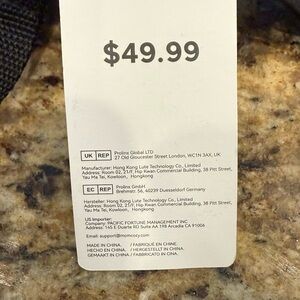 $49.99
UK REP Prolinx Global LTD
27 Old Gloucester Street London, WC1N 3AX, UK
Manufacturer: Hong Kong Lute Technology Co., Limited
Address: Room 02, 21/F, Hip Kwan Commercial Building, 38 Pitt Street,
Yau Ma Tei, Kowloon, Hongkong
EC REP Prolinx GmbH
Brehmstr. 56, 40239 Duesseldorf Germany
Hersteller: Hong Kong Lute Technology Co., Limited
Address: Room 02, 21/F, Hip Kwan Commercial Building, 38 Pitt Street,
Yau Ma Tei, Kowloon, Hongkong
US Importer:
Company: PACIFIC FORTUNE MANAGEMENT INC
Address: 145 E Duarte RD Suite AA 198 Arcadia CA 91006
Email: support@momcozy.com
MADE IN CHINA. / FABRIQUE EN CHINE.
HECHO EN CHINA. / HERGESTELLT IN CHINA.
GEMAAKT IN CHINA. / FABBRICATO IN CINA.